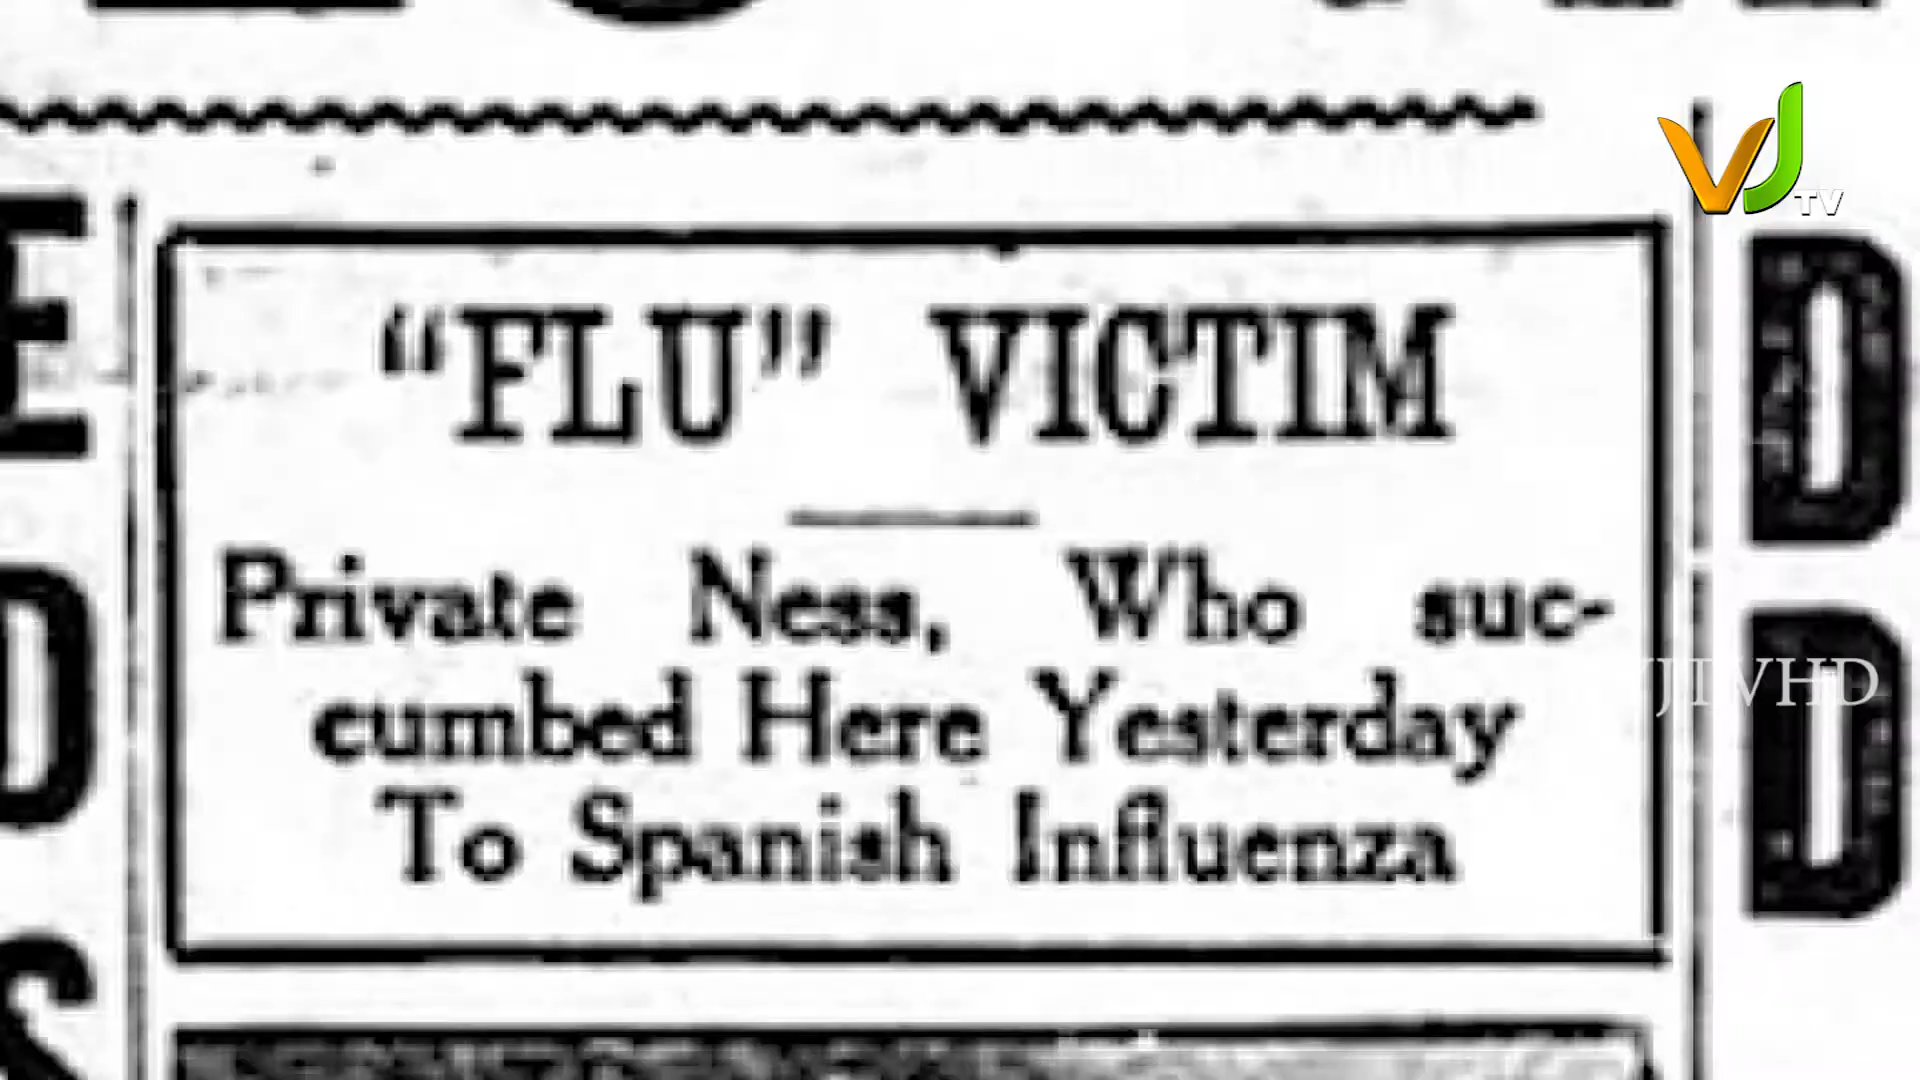 VJ TV
"FLU" VICTIM
Private Ness, Who suc-
cumbed Here Yesterday
To Spanish Influenza
E
D
S
D
D